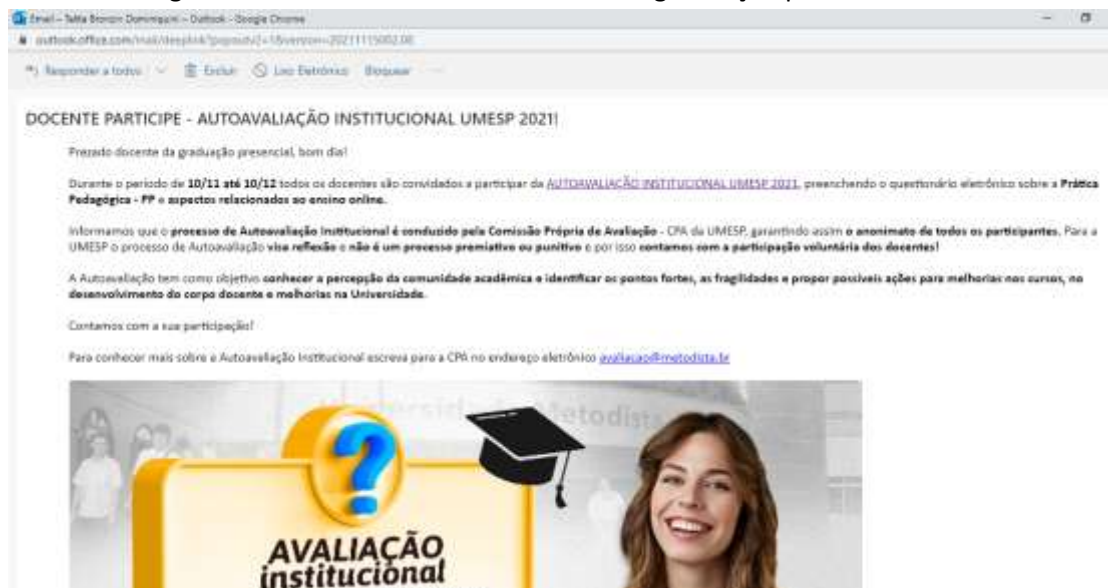 Email – Talita Bronzin Dominiquini – Outlook - Google Chrome
outlook.office.com/mail/deeplink?popoutv2=1&version=20211115002.08
Responder a todos Excluir Lixo Eletrônico Bloquear ...
DOCENTE PARTICIPE - AUTOAVALIAÇÃO INSTITUCIONAL UMESP 2021!
Prezado docente da graduação presencial, bom dia!
Durante o período de 10/11 até 10/12 todos os docentes são convidados a participar da AUTOAVALIAÇÃO INSTITUCIONAL UMESP 2021, preenchendo o questionário eletrônico sobre a Prática
Pedagógica - PP e aspectos relacionados ao ensino online.
Informamos que o processo de Autoavaliação Institucional é conduzido pela Comissão Própria de Avaliação - CPA da UMESP, garantindo assim o anonimato de todos os participantes. Para a
UMESP o processo de Autoavaliação visa reflexão e não é um processo premiativo ou punitivo e por isso contamos com a participação voluntária dos docentes!
A Autoavaliação tem como objetivo conhecer a percepção da comunidade acadêmica e identificar os pontos fortes, as fragilidades e propor possíveis ações para melhorias nos cursos, no
desenvolvimento do corpo docente e melhorias na Universidade.
Contamos com a sua participação!
Para conhecer mais sobre a Autoavaliação Institucional escreva para a CPA no endereço eletrônico avaliacao@metodista.br
Universidade Metodista
AVALIAÇÃO
institucional